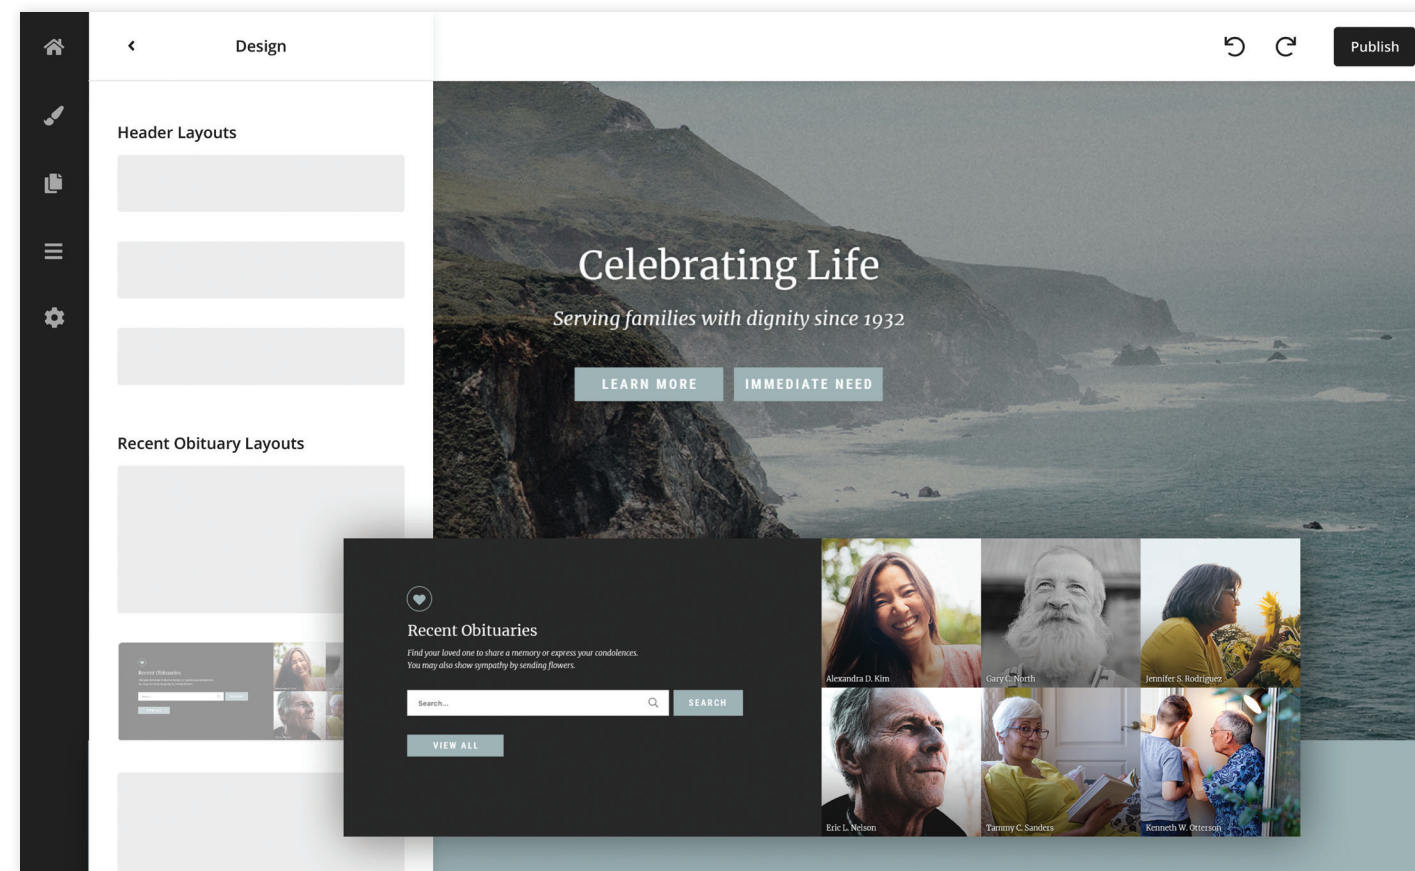 Design
Publish
Header Layouts
Celebrating Life
Serving families with dignity since 1932
LEARN MORE
IMMEDIATE NEED
Recent Obituary Layouts
Recent Obituaries
Find your loved one to share a memory or express your condolences.
You may also show sympathy by sending flowers.
Search...
SEARCH
VIEW ALL
Alexandra D. Kim
Gary C. North
Jennifer S. Rodriguez
Eric L. Nelson
Tammy C. Sanders
Kenneth W. Otterson
Recent Obituaries